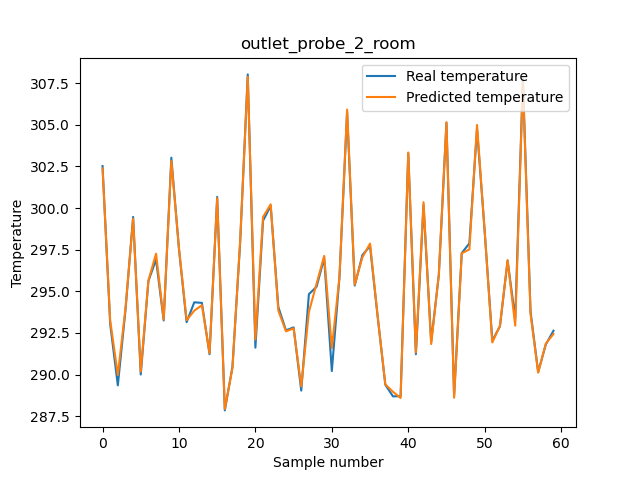 outlet_probe_2_room
Real temperature
Predicted temperature
307.5
305.0
302.5
300.0
297.5
295.0
292.5
290.0
287.5
Temperature
0 10 20 30 40 50 60
Sample number